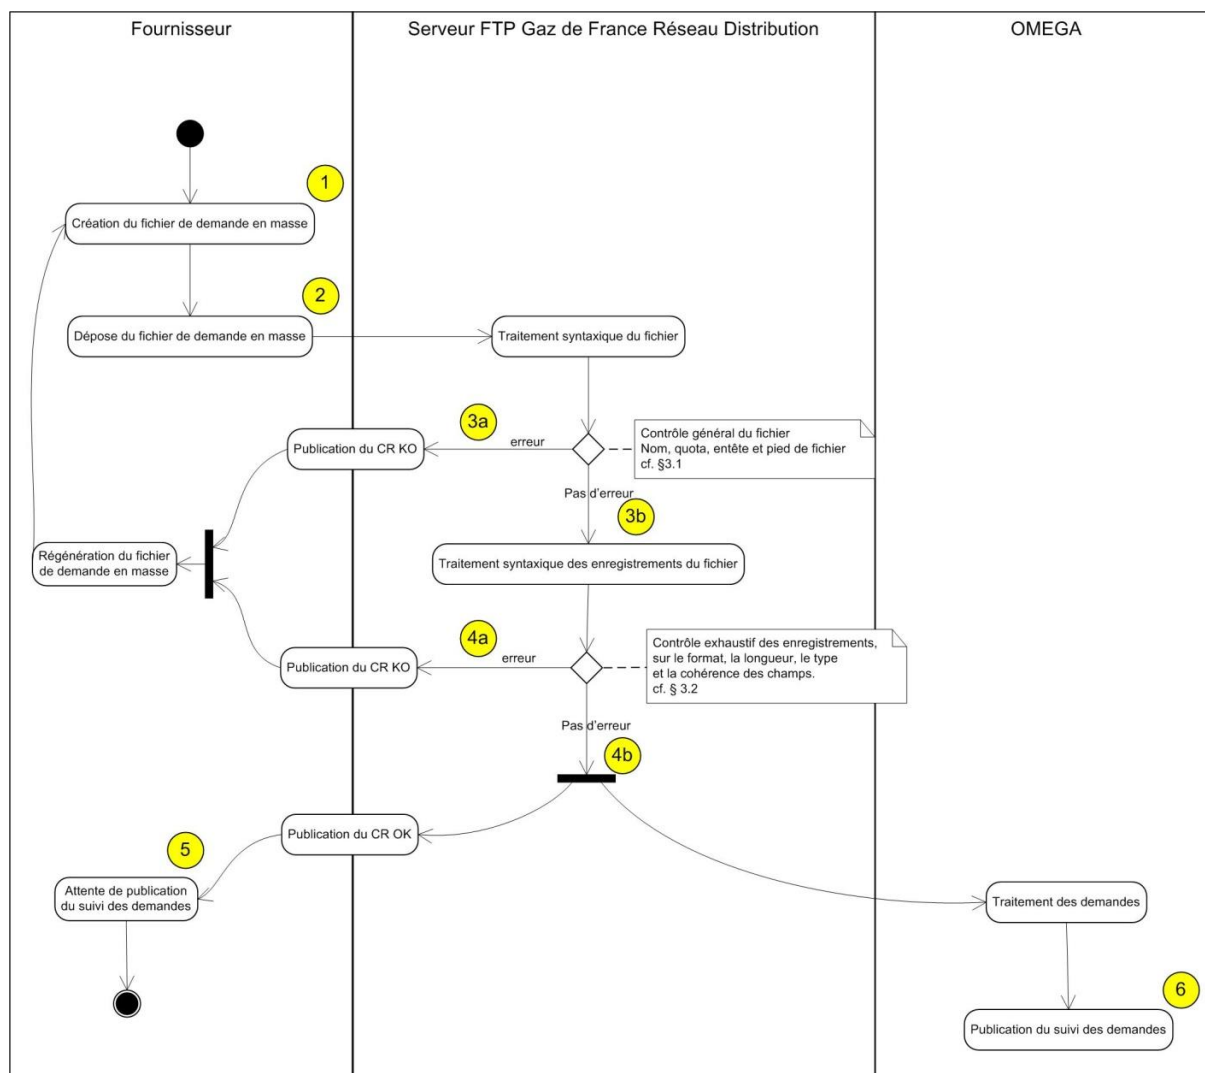 Fournisseur
Serveur FTP Gaz de France Réseau Distribution
OMEGA
1
Création du fichier de demande en masse
2
Dépose du fichier de demande en masse
Traitement syntaxique du fichier
3a
erreur
Publication du CR KO
Contrôle général du fichier
Nom, quota, entête et pied de fichier
cf. §3.1
Pas d'erreur
3b
Régénération du fichier
de demande en masse
Traitement syntaxique des enregistrements du fichier
4a
erreur
Publication du CR KO
Contrôle exhaustif des enregistrements,
sur le format, la longueur, le type
et la cohérence des champs.
cf. § 3.2
Pas d'erreur
4b
Publication du CR OK
5
Attente de publication
du suivi des demandes
Traitement des demandes
6
Publication du suivi des demandes